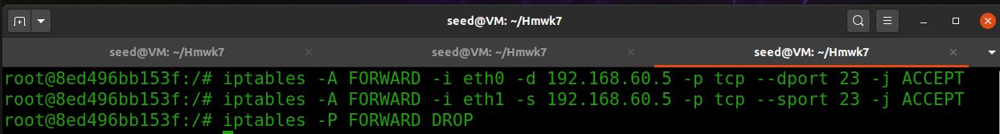 seed@VM: ~/Hmwk7
seed@VM: ~/Hmwk7 seed@VM: ~/Hmwk7 seed@VM: ~/Hmwk7
root@8ed496bb153f:/# iptables -A FORWARD -i eth0 -d 192.168.60.5 -p tcp --dport 23 -j ACCEPT
root@8ed496bb153f:/# iptables -A FORWARD -i eth1 -s 192.168.60.5 -p tcp --sport 23 -j ACCEPT
root@8ed496bb153f:/# iptables -P FORWARD DROP